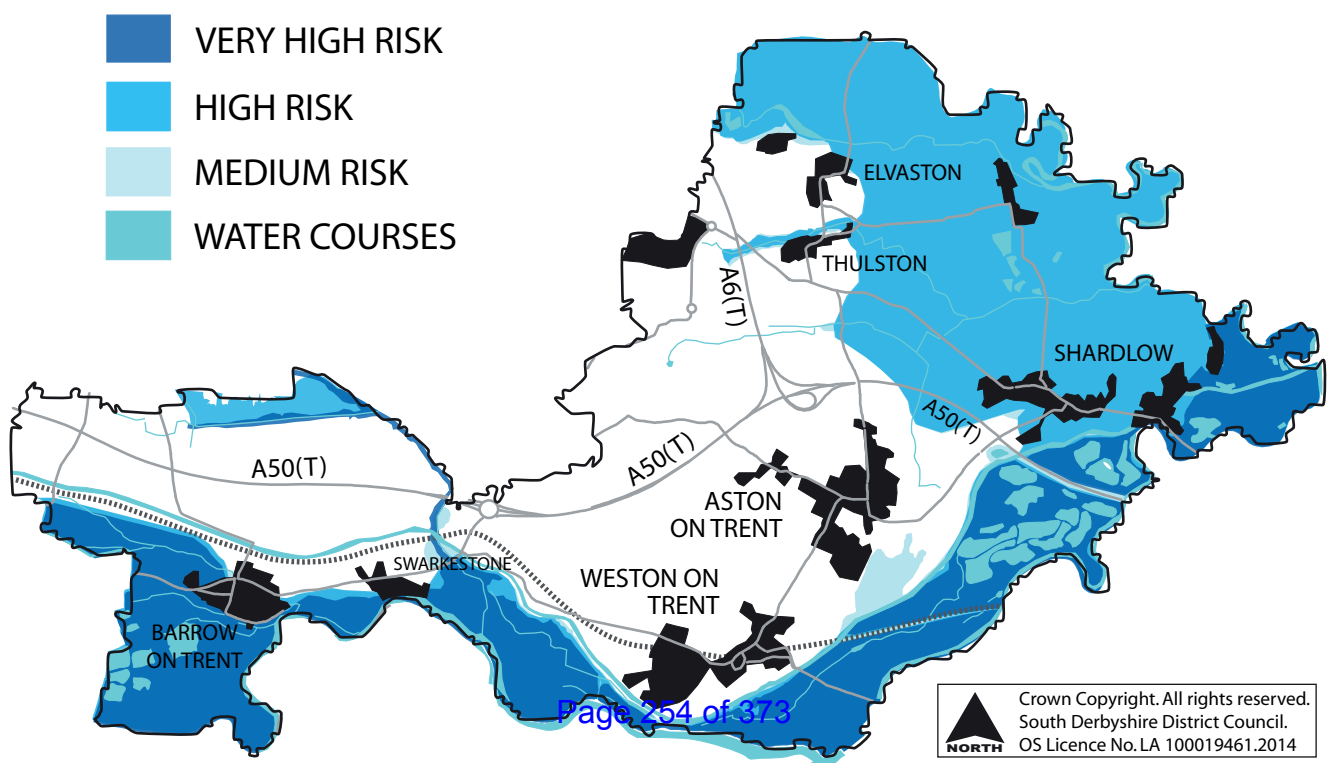 VERY HIGH RISK
HIGH RISK
MEDIUM RISK
WATER COURSES
ELVASTON
THULSTON
A6(T)
SHARDLOW
A50(T)
A50(T)
A50(T)
ASTON
ON TRENT
SWARKESTONE
WESTON ON
TRENT
BARROW
ON TRENT
Page 254 of 373
NORTH
Crown Copyright. All rights reserved.
South Derbyshire District Council.
OS Licence No. LA 100019461.2014